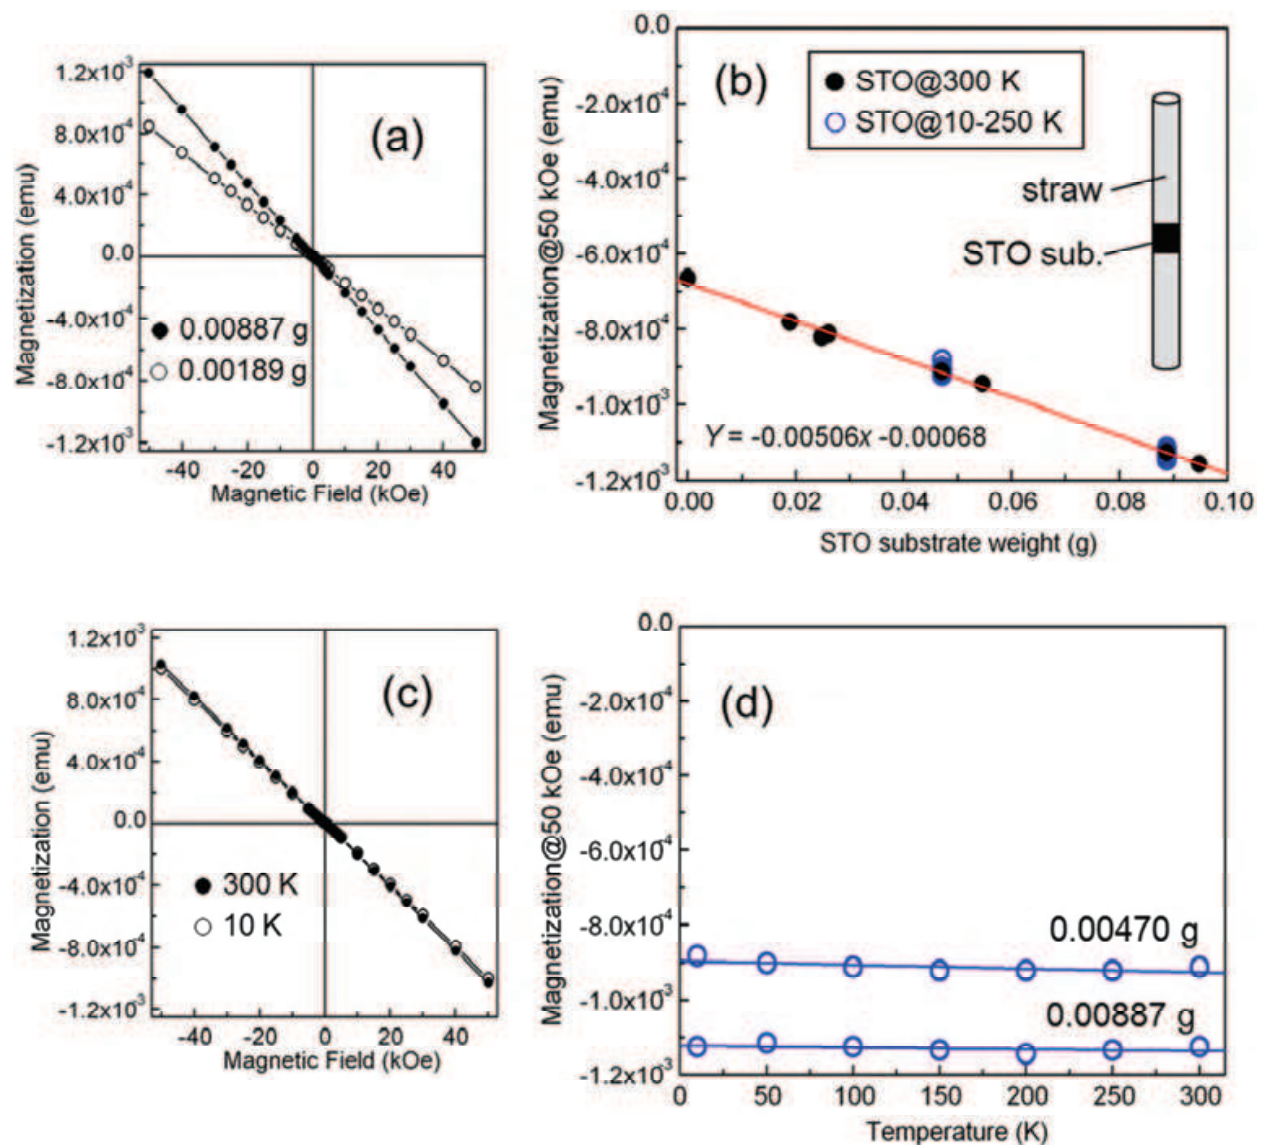 (a)
Magnetization (emu)
1.2x10⁻³
8.0x10⁻⁴
4.0x10⁻⁴
0.0
-4.0x10⁻⁴
-8.0x10⁻⁴
-1.2x10⁻³
0.00887 g
0.00189 g
-40 -20 0 20 40
Magnetic Field (kOe)
(b)
Magnetization@50 kOe (emu)
0.0
-2.0x10⁻⁴
-4.0x10⁻⁴
-6.0x10⁻⁴
-8.0x10⁻⁴
-1.0x10⁻³
-1.2x10⁻³
STO@300 K
STO@10-250 K
straw
STO sub.
Y = -0.00506x -0.00068
0.00 0.02 0.04 0.06 0.08 0.10
STO substrate weight (g)
(c)
Magnetization (emu)
1.2x10⁻³
8.0x10⁻⁴
4.0x10⁻⁴
0.0
-4.0x10⁻⁴
-8.0x10⁻⁴
-1.2x10⁻³
300 K
10 K
-40 -20 0 20 40
Magnetic Field (kOe)
(d)
Magnetization@50 kOe (emu)
0.0
-2.0x10⁻⁴
-4.0x10⁻⁴
-6.0x10⁻⁴
-8.0x10⁻⁴
-1.0x10⁻³
-1.2x10⁻³
0.00470 g
0.00887 g
0 50 100 150 200 250 300
Temperature (K)